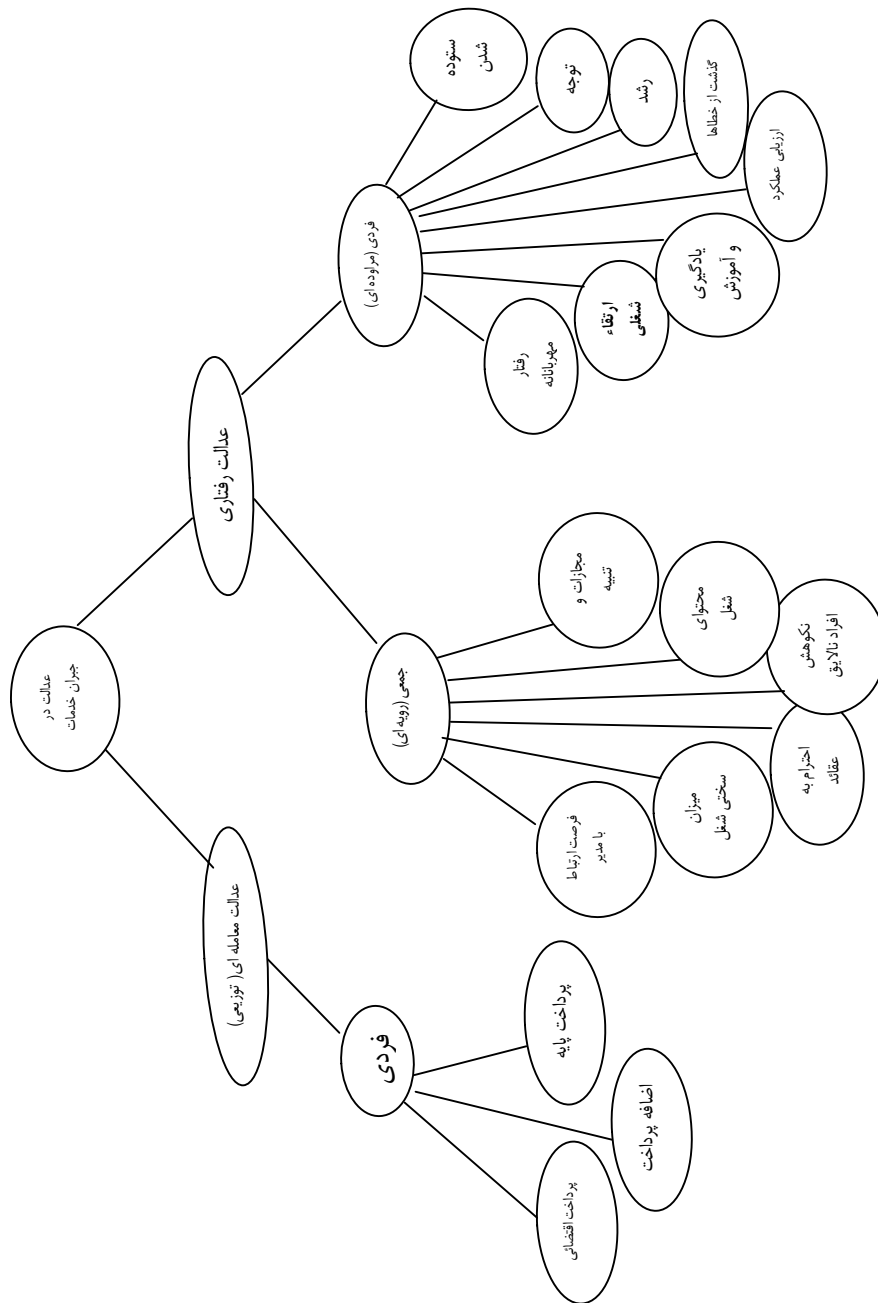 عدالت در
جبران خدمات
عدالت رفتاری
عدالت معامله ای( توزیعی)
فردی (مراوده ای)
جمعی (رویه ای)
فردی
ستوده
شدن
توجه
رشد
گذشت از خطاها
ارزیابی عملکرد
یادگیری
و آموزش
ارتقاء
شغلی
رفتار
مهربانانه
مجازات و
تنبیه
محتوای
شغل
نکوهش
افراد نالایق
احترام به
عقائد
میزان
سختی شغل
فرصت ارتباط
با مدیر
پرداخت پایه
اضافه پرداخت
پرداخت اقتضائی